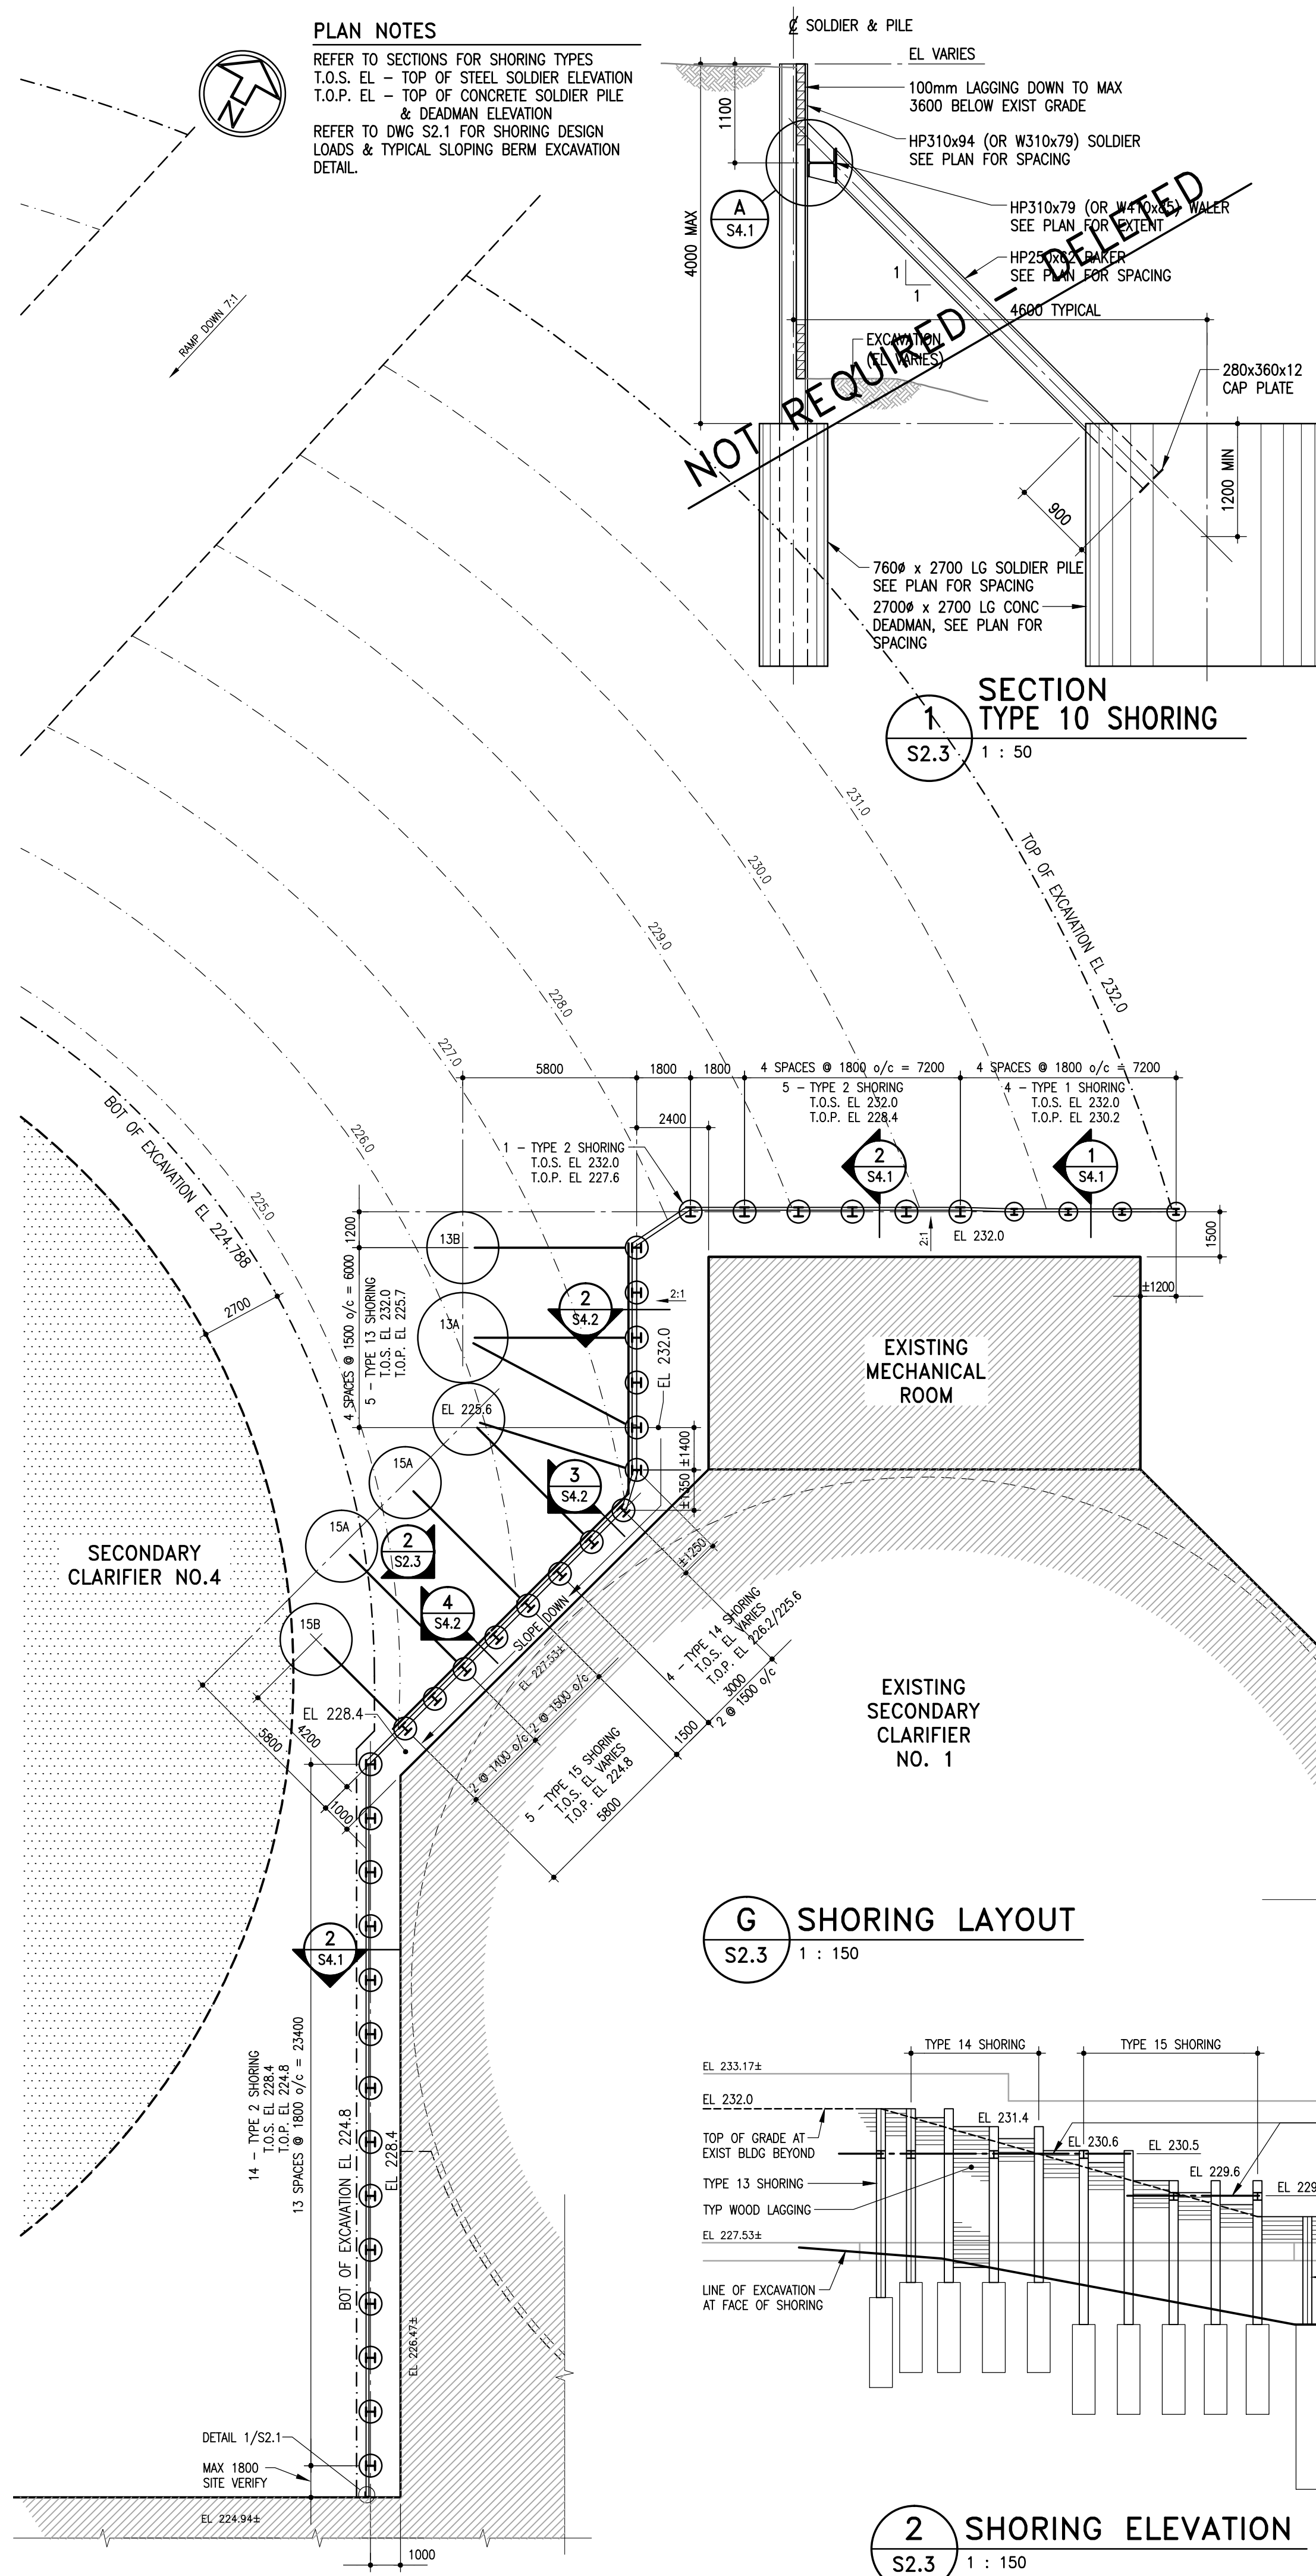 PLAN NOTES
REFER TO SECTIONS FOR SHORING TYPES
T.O.S. EL – TOP OF STEEL SOLDIER ELEVATION
T.O.P. EL – TOP OF CONCRETE SOLDIER PILE
& DEADMAN ELEVATION
REFER TO DWG S2.1 FOR SHORING DESIGN
LOADS & TYPICAL SLOPING BERM EXCAVATION
DETAIL.
N
RAMP DOWN 7:1
℄ SOLDIER & PILE
EL VARIES
100mm LAGGING DOWN TO MAX
3600 BELOW EXIST GRADE
HP310x94 (OR W310x79) SOLDIER
SEE PLAN FOR SPACING
HP310x79 (OR W410x85) WALER
SEE PLAN FOR EXTENT
HP250x62 RAKER
SEE PLAN FOR SPACING
4600 TYPICAL
1100
4000 MAX
A
S4.1
1
1
EXCAVATION
(EL VARIES)
NOT REQUIRED – DELETED
280x360x12
CAP PLATE
1200 MIN
900
760ø x 2700 LG SOLDIER PILE
SEE PLAN FOR SPACING
2700ø x 2700 LG CONC
DEADMAN, SEE PLAN FOR
SPACING
1
S2.3
SECTION
TYPE 10 SHORING
1 : 50
231.0
230.0
229.0
228.0
227.0
226.0
225.0
TOP OF EXCAVATION EL 232.0
BOT OF EXCAVATION EL 224.788
2700
5800
1800
1800
4 SPACES @ 1800 o/c = 7200
4 SPACES @ 1800 o/c = 7200
5 – TYPE 2 SHORING
T.O.S. EL 232.0
T.O.P. EL 228.4
4 – TYPE 1 SHORING
T.O.S. EL 232.0
T.O.P. EL 230.2
2400
1 – TYPE 2 SHORING
T.O.S. EL 232.0
T.O.P. EL 227.6
2
S4.1
1
S4.1
2:1
EL 232.0
1500
±1200
1200
4 SPACES @ 1500 o/c = 6000
5 – TYPE 13 SHORING
T.O.S. EL 232.0
T.O.P. EL 225.7
13B
13A
2
S4.2
2:1
EL 232.0
EXISTING
MECHANICAL
ROOM
EL 225.6
±1400
±1350
3
S4.2
15A
15A
2
S2.3
4
S4.2
15B
±1250
SLOPE DOWN
EL 227.53±
4 – TYPE 14 SHORING
T.O.S. EL VARIES
T.O.P. EL 226.2/225.6
3000
2 @ 1500 o/c
1500
2 @ 1500 o/c
2 @ 1400 o/c
5 – TYPE 15 SHORING
T.O.S. EL VARIES
T.O.P. EL 224.8
5800
SECONDARY
CLARIFIER NO.4
EXISTING
SECONDARY
CLARIFIER
NO. 1
EL 228.4
4200
5800
1000
2
S4.1
14 – TYPE 2 SHORING
T.O.S. EL 228.4
T.O.P. EL 224.8
13 SPACES @ 1800 o/c = 23400
BOT OF EXCAVATION EL 224.8
EL 228.4
EL 226.47±
DETAIL 1/S2.1
MAX 1800
SITE VERIFY
EL 224.94±
1000
G
S2.3
SHORING LAYOUT
1 : 150
TYPE 14 SHORING
TYPE 15 SHORING
EL 233.17±
EL 232.0
EL 231.4
TOP OF GRADE AT
EXIST BLDG BEYOND
EL 230.6
EL 230.5
TYPE 13 SHORING
EL 229.6
EL 229
TYP WOOD LAGGING
EL 227.53±
LINE OF EXCAVATION
AT FACE OF SHORING
2
S2.3
SHORING ELEVATION
1 : 150